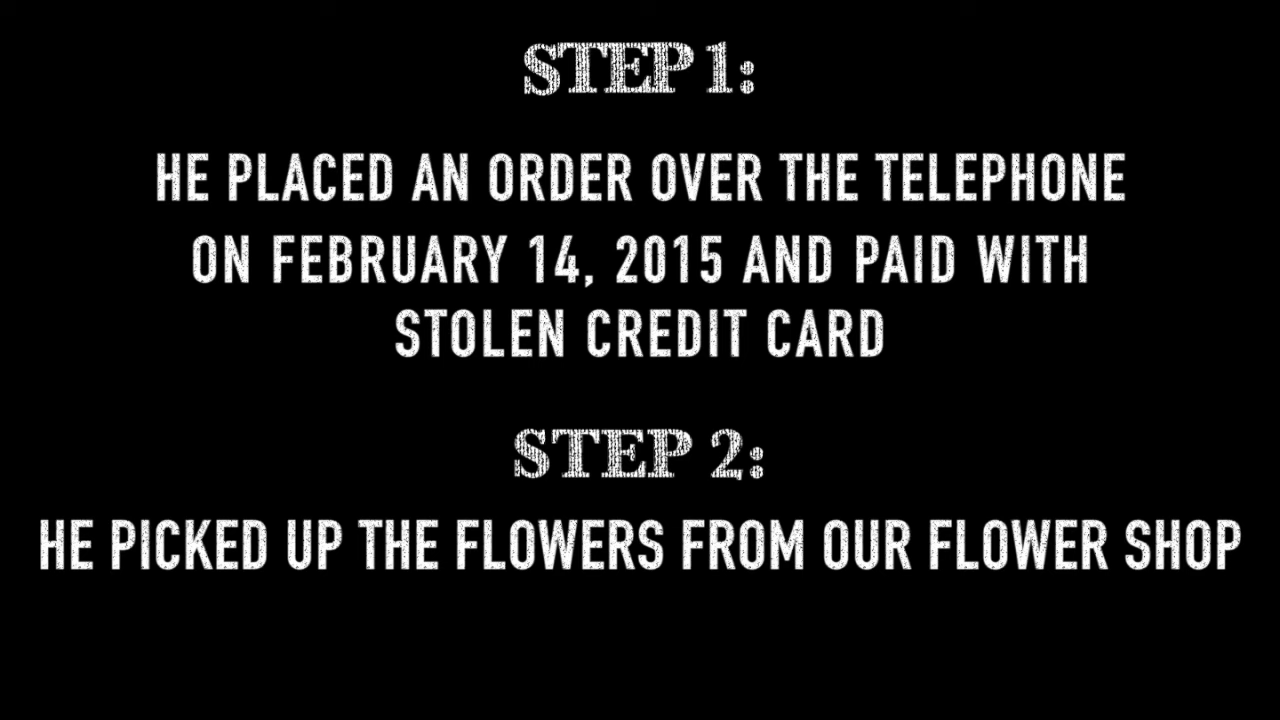 STEP 1:
HE PLACED AN ORDER OVER THE TELEPHONE
ON FEBRUARY 14, 2015 AND PAID WITH
STOLEN CREDIT CARD
STEP 2:
HE PICKED UP THE FLOWERS FROM OUR FLOWER SHOP